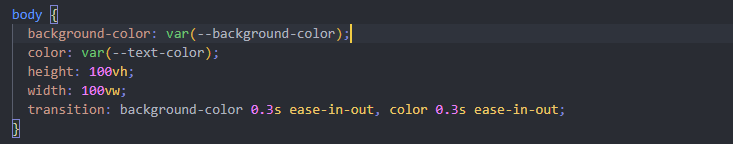 body {
background-color: var(--background-color);
color: var(--text-color);
height: 100vh;
width: 100vw;
transition: background-color 0.3s ease-in-out, color 0.3s ease-in-out;
}